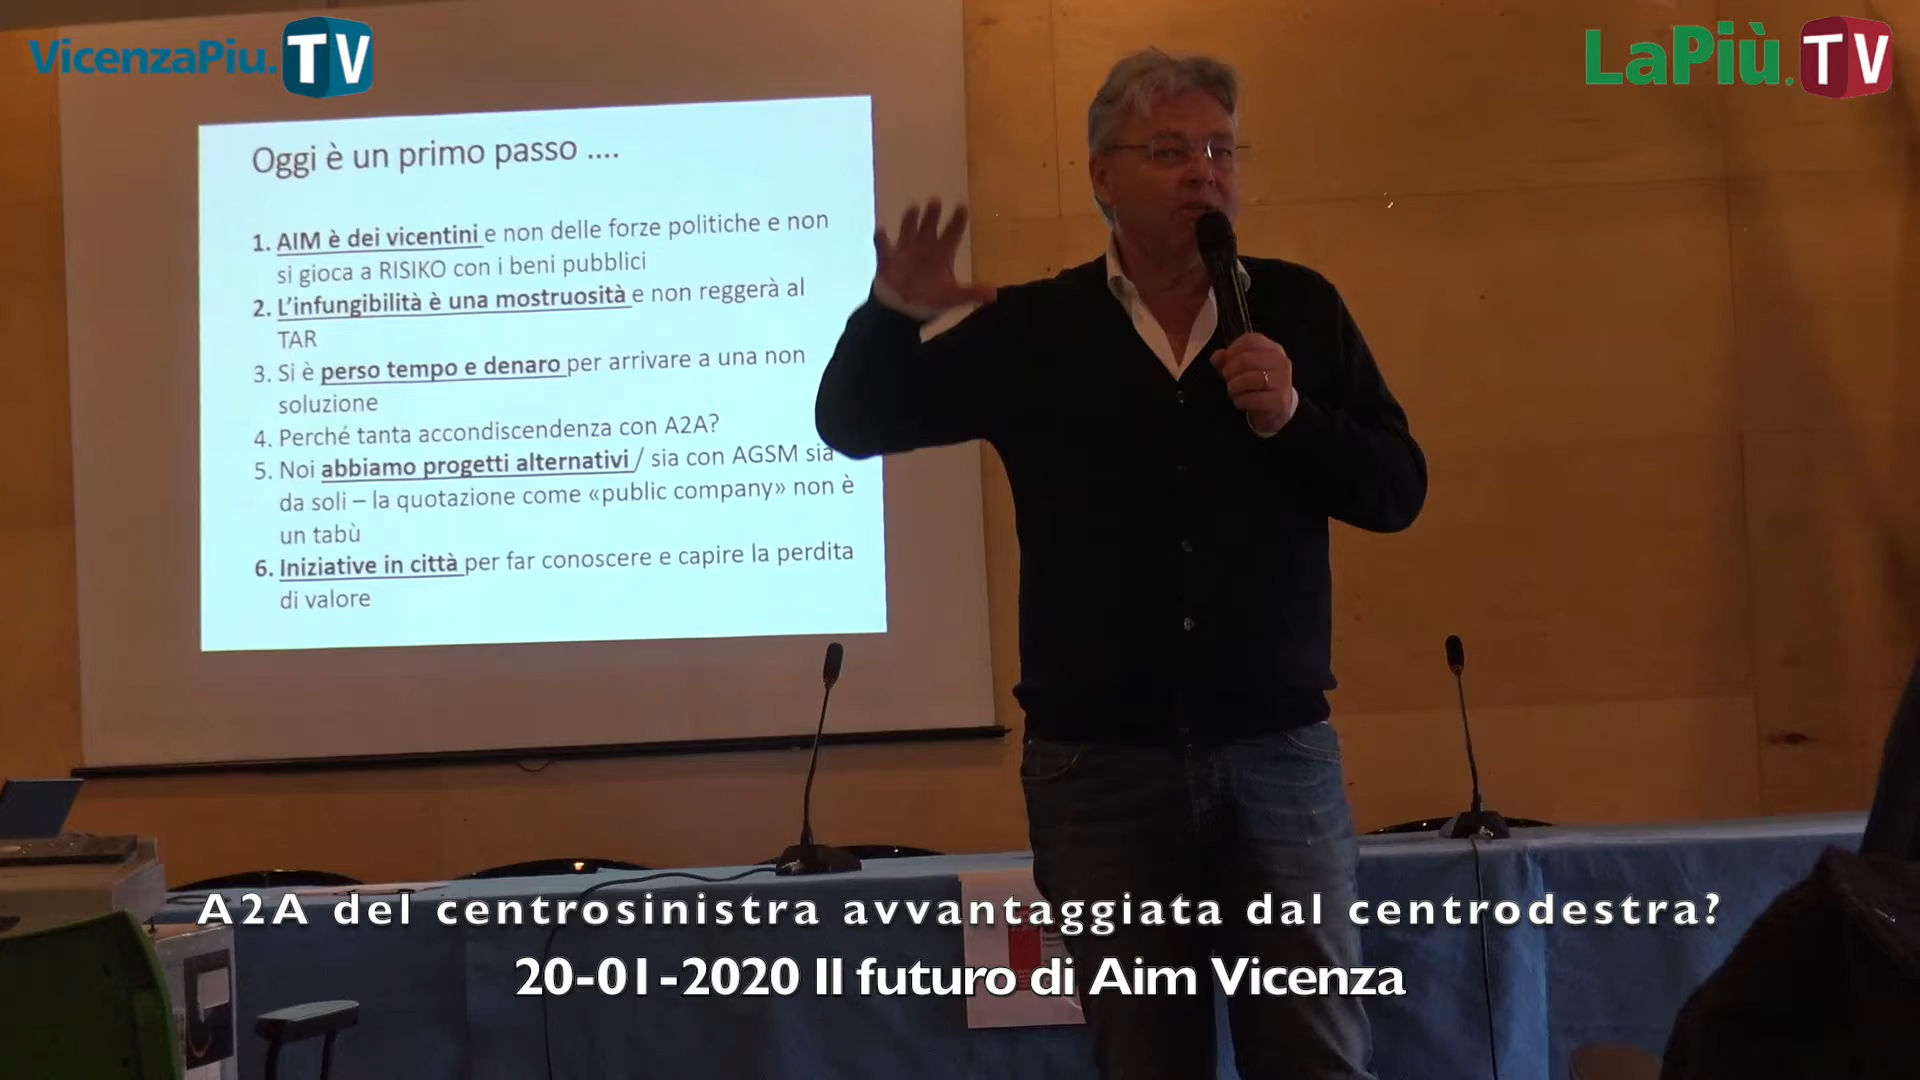 VicenzaPiu.TV
LaPiù.TV
Oggi è un primo passo ....
1. AIM è dei vicentini e non delle forze politiche e non
si gioca a RISIKO con i beni pubblici
2. L'infungibilità è una mostruosità e non reggerà al
TAR
3. Si è perso tempo e denaro per arrivare a una non
soluzione
4. Perché tanta accondiscendenza con A2A?
5. Noi abbiamo progetti alternativi / sia con AGSM sia
da soli – la quotazione come «public company» non è
un tabù
6. Iniziative in città per far conoscere e capire la perdita
di valore
A2A del centrosinistra avvantaggiata dal centrodestra?
20-01-2020 Il futuro di Aim Vicenza